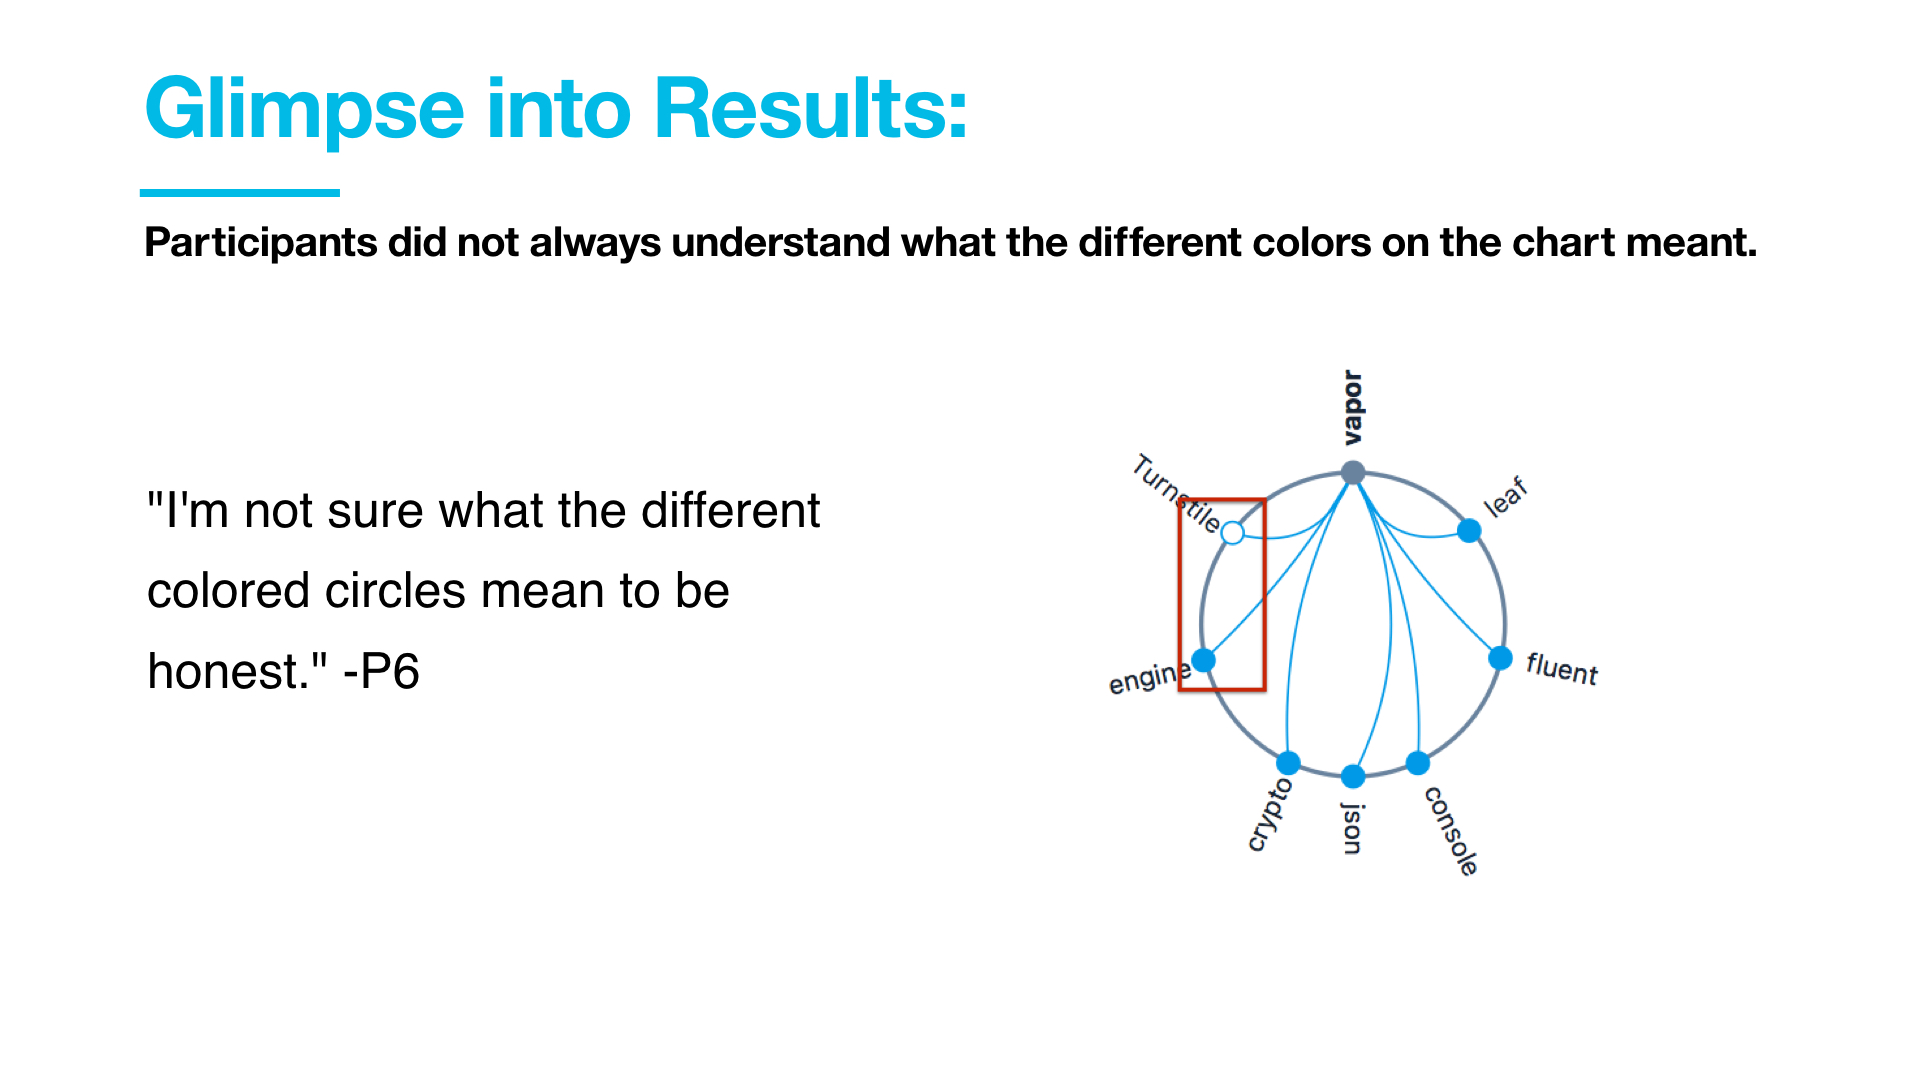 Glimpse into Results:
Participants did not always understand what the different colors on the chart meant.
"I'm not sure what the different
colored circles mean to be
honest." -P6
vapor
Turnstile
leaf
engine
fluent
crypto
json
console